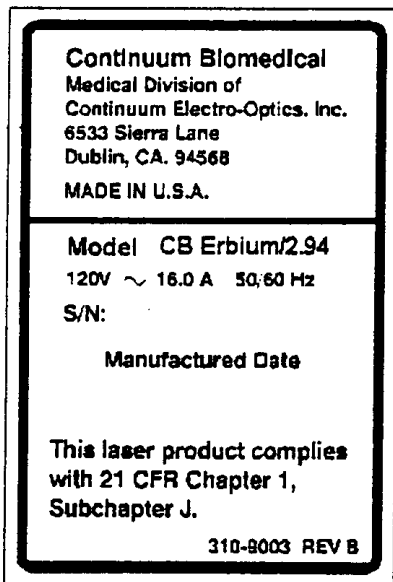 Continuum Biomedical
Medical Division of
Continuum Electro-Optics. Inc.
6533 Sierra Lane
Dublin, CA. 94568
MADE IN U.S.A.
Model CB Erbium/2.94
120V ~ 16.0 A 50/60 Hz
S/N:
Manufactured Date
This laser product complies
with 21 CFR Chapter 1,
Subchapter J.
310-9003 REV B